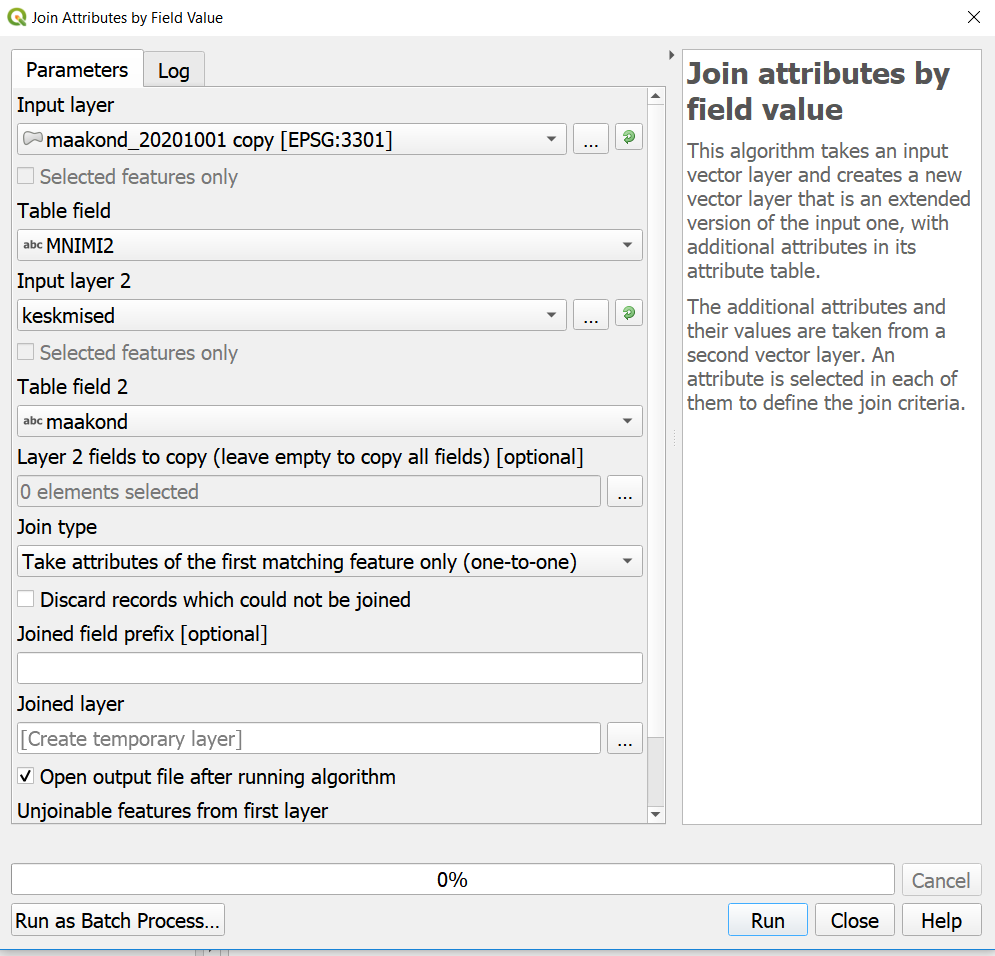 Join Attributes by Field Value
Parameters
Log
Input layer
maakond_20201001 copy [EPSG:3301]
...
Selected features only
Table field
abc MNIMI2
Input layer 2
keskmised
...
Selected features only
Table field 2
abc maakond
Layer 2 fields to copy (leave empty to copy all fields) [optional]
0 elements selected
...
Join type
Take attributes of the first matching feature only (one-to-one)
Discard records which could not be joined
Joined field prefix [optional]
Joined layer
[Create temporary layer]
...
Open output file after running algorithm
Unjoinable features from first layer
Join attributes by
field value
This algorithm takes an input
vector layer and creates a new
vector layer that is an extended
version of the input one, with
additional attributes in its
attribute table.
The additional attributes and
their values are taken from a
second vector layer. An
attribute is selected in each of
them to define the join criteria.
0%
Cancel
Run as Batch Process...
Run
Close
Help